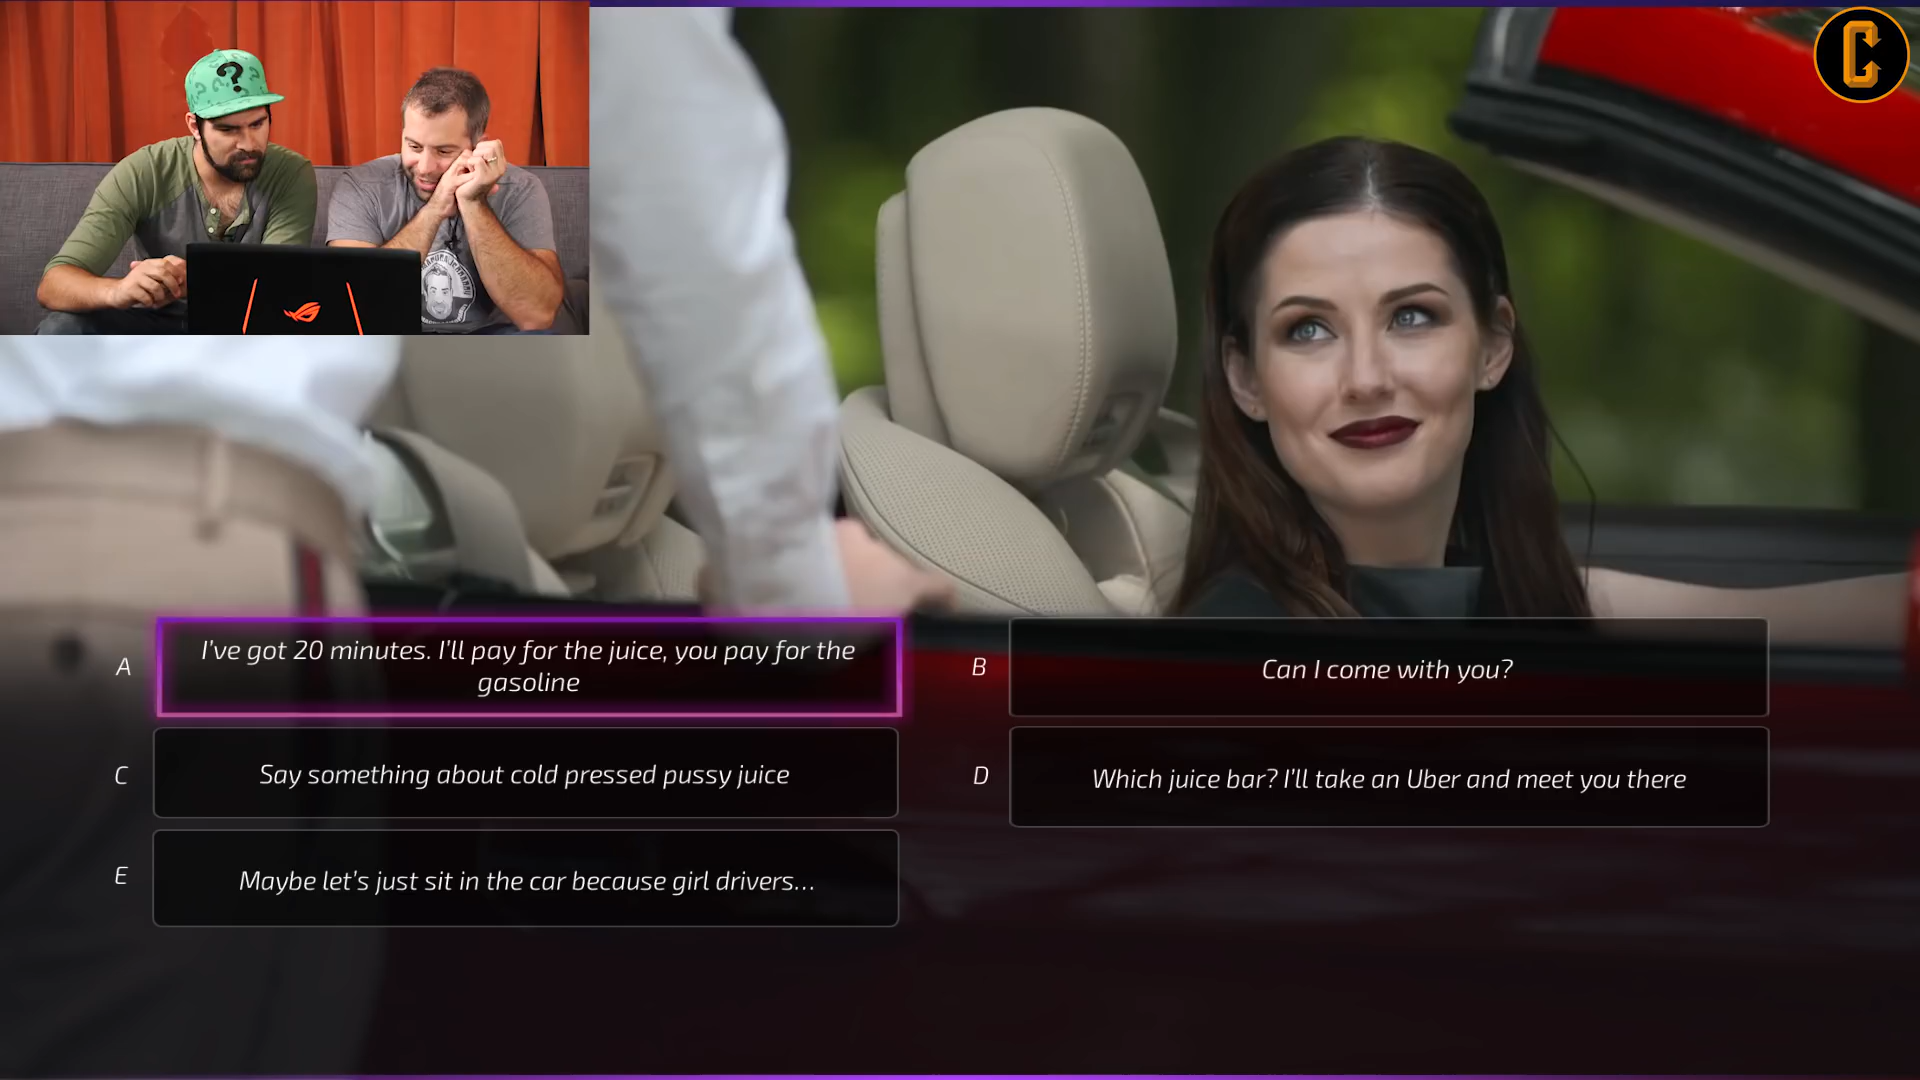 ?
A
I've got 20 minutes. I'll pay for the juice, you pay for the
gasoline
B
Can I come with you?
C
Say something about cold pressed pussy juice
D
Which juice bar? I'll take an Uber and meet you there
E
Maybe let's just sit in the car because girl drivers...